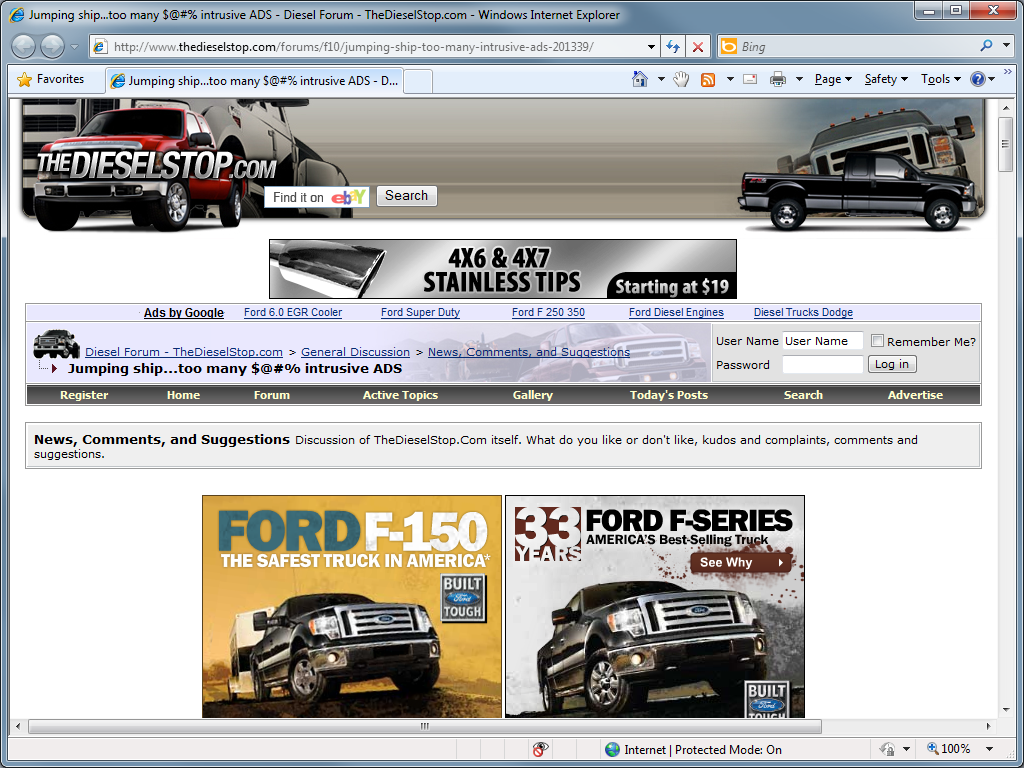 Jumping ship...too many $@#% intrusive ADS - Diesel Forum - TheDieselStop.com - Windows Internet Explorer
http://www.thedieselstop.com/forums/f10/jumping-ship-too-many-intrusive-ads-201339/
Bing
Favorites
Jumping ship...too many $@#% intrusive ADS - D...
Page Safety Tools
THEDIESELSTOP.COM
Find it on ebay Search
4X6 & 4X7
STAINLESS TIPS
Starting at $19
Ads by Google Ford 6.0 EGR Cooler Ford Super Duty Ford F 250 350 Ford Diesel Engines Diesel Trucks Dodge
Diesel Forum - TheDieselStop.com > General Discussion > News, Comments, and Suggestions
Jumping ship...too many $@#% intrusive ADS
User Name User Name Remember Me?
Password Log in
Register Home Forum Active Topics Gallery Today's Posts Search Advertise
News, Comments, and Suggestions Discussion of TheDieselStop.Com itself. What do you like or don't like, kudos and complaints, comments and
suggestions.
FORD F-150
THE SAFEST TRUCK IN AMERICA*
BUILT
Ford
TOUGH
33
YEARS
FORD F-SERIES
AMERICA'S Best-Selling Truck
See Why
BUILT
Ford
TOUGH
Internet | Protected Mode: On
100%